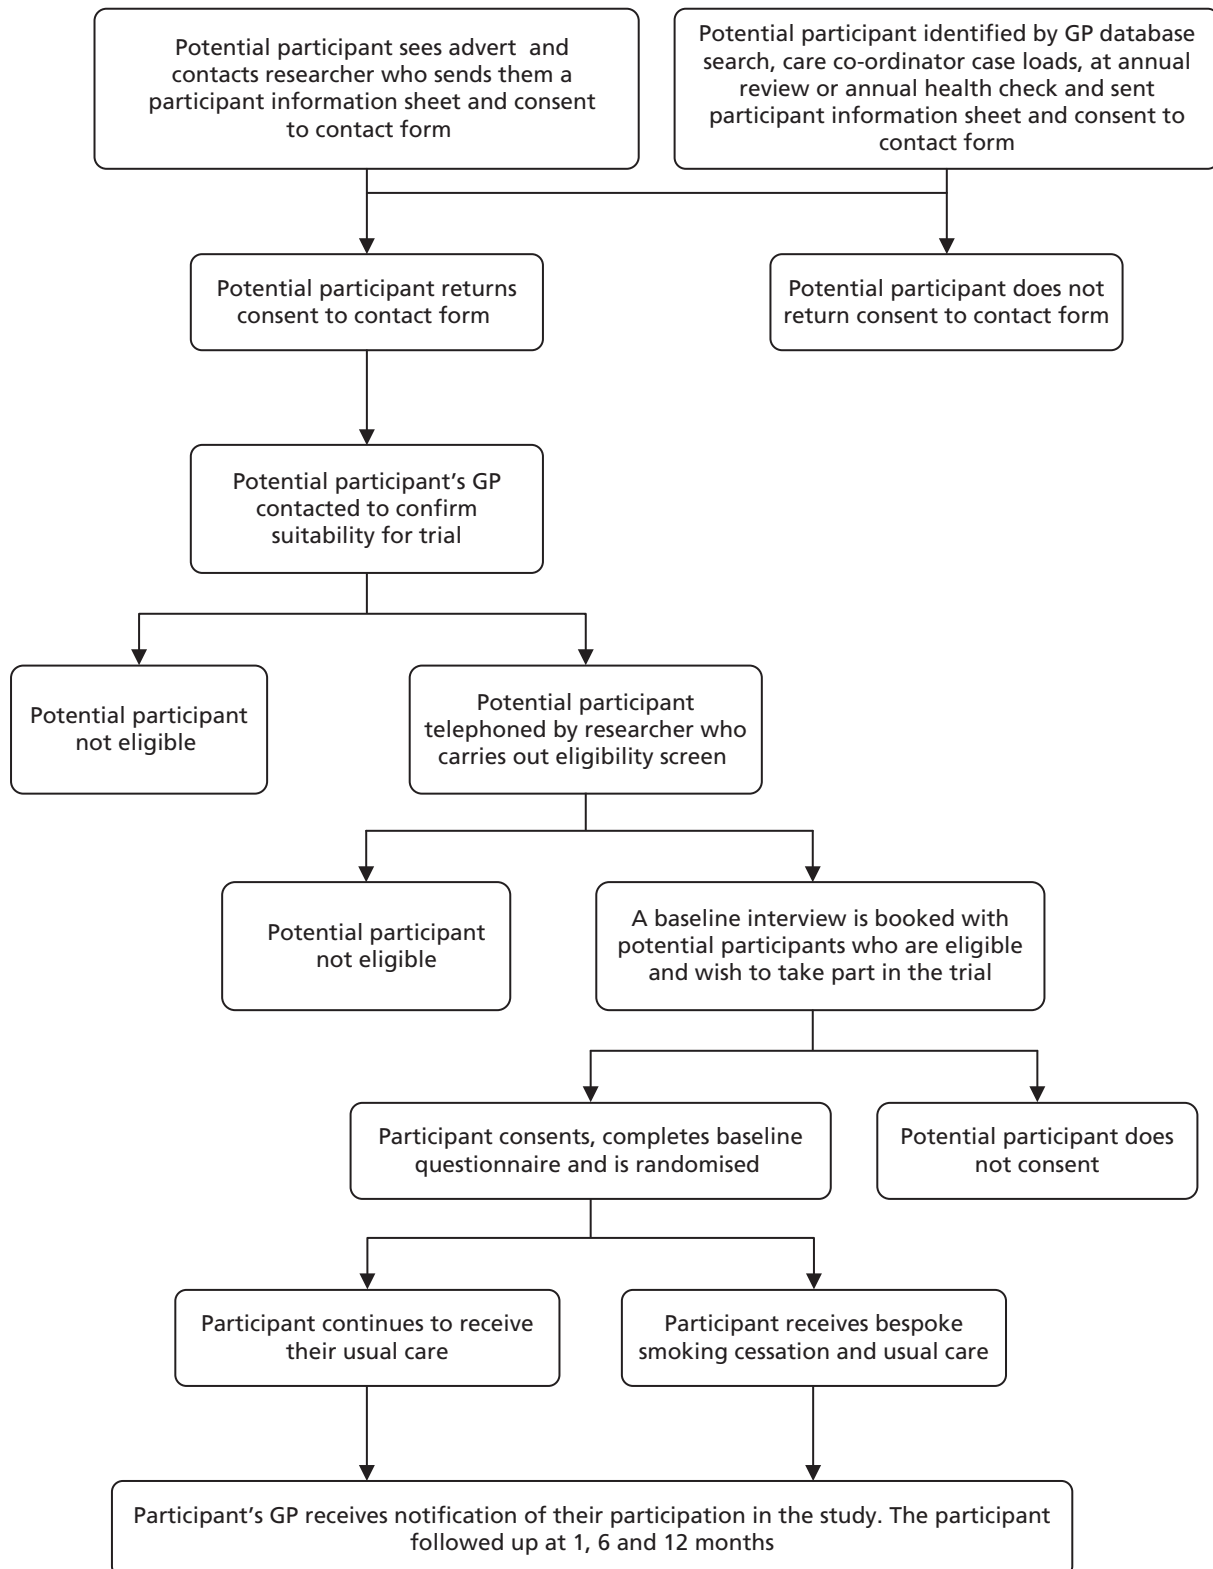 Potential participant sees advert and
contacts researcher who sends them a
participant information sheet and consent
to contact form
Potential participant identified by GP database
search, care co-ordinator case loads, at annual
review or annual health check and sent
participant information sheet and consent to
contact form
Potential participant returns
consent to contact form
Potential participant does not
return consent to contact form
Potential participant’s GP
contacted to confirm
suitability for trial
Potential participant
not eligible
Potential participant
telephoned by researcher who
carries out eligibility screen
Potential participant
not eligible
A baseline interview is booked with
potential participants who are eligible
and wish to take part in the trial
Participant consents, completes baseline
questionnaire and is randomised
Potential participant does
not consent
Participant continues to receive
their usual care
Participant receives bespoke
smoking cessation and usual care
Participant’s GP receives notification of their participation in the study. The participant
followed up at 1, 6 and 12 months